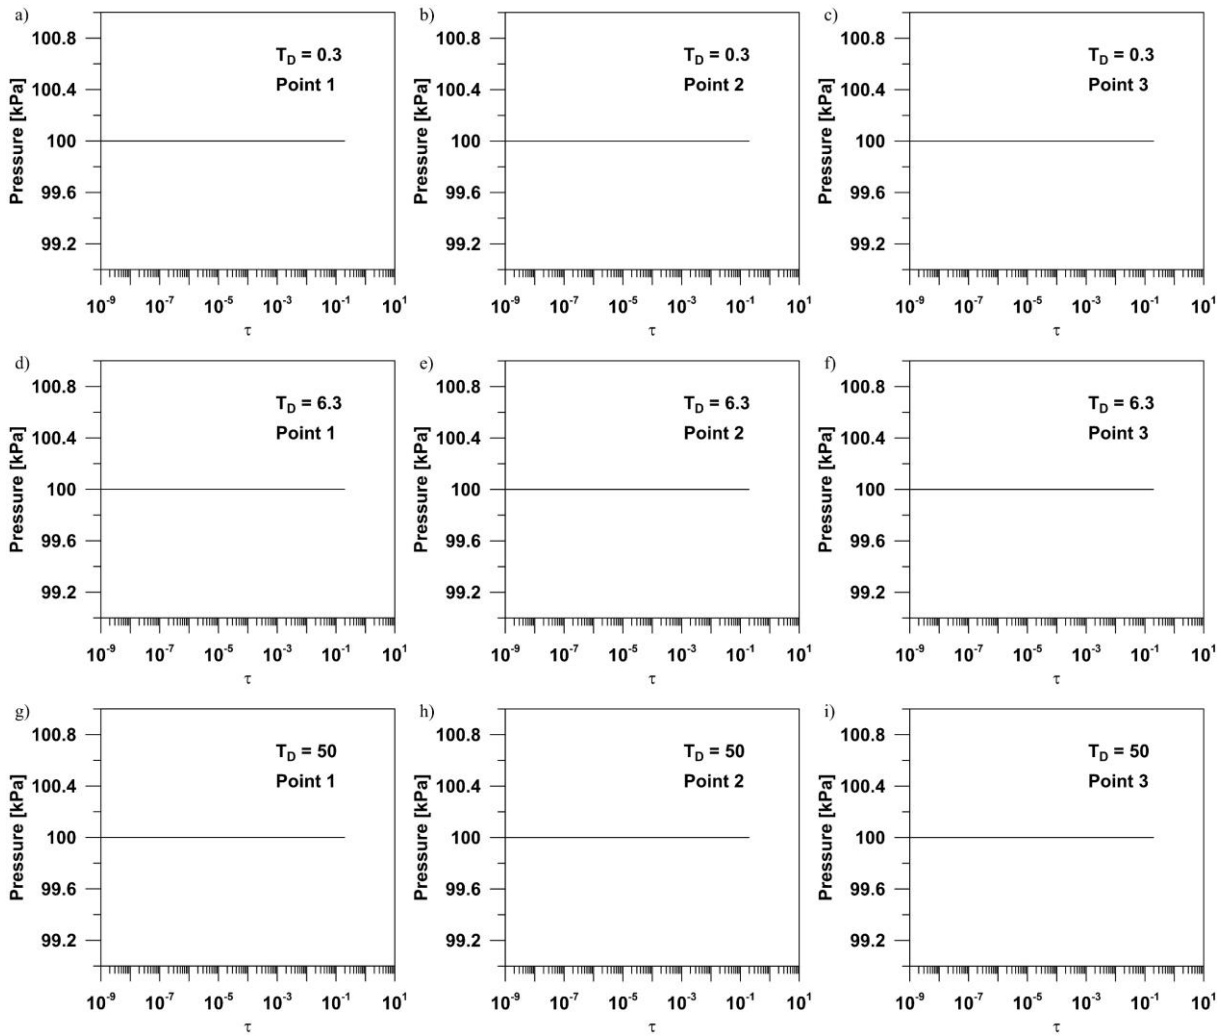 a)
100.8
100.4
100
99.6
99.2
Pressure [kPa]
T_D = 0.3
Point 1
10^-9 10^-7 10^-5 10^-3 10^-1 10^1
τ
b)
100.8
100.4
100
99.6
99.2
Pressure [kPa]
T_D = 0.3
Point 2
10^-9 10^-7 10^-5 10^-3 10^-1 10^1
τ
c)
100.8
100.4
100
99.6
99.2
Pressure [kPa]
T_D = 0.3
Point 3
10^-9 10^-7 10^-5 10^-3 10^-1 10^1
τ
d)
100.8
100.4
100
99.6
99.2
Pressure [kPa]
T_D = 6.3
Point 1
10^-9 10^-7 10^-5 10^-3 10^-1 10^1
τ
e)
100.8
100.4
100
99.6
99.2
Pressure [kPa]
T_D = 6.3
Point 2
10^-9 10^-7 10^-5 10^-3 10^-1 10^1
τ
f)
100.8
100.4
100
99.6
99.2
Pressure [kPa]
T_D = 6.3
Point 3
10^-9 10^-7 10^-5 10^-3 10^-1 10^1
τ
g)
100.8
100.4
100
99.6
99.2
Pressure [kPa]
T_D = 50
Point 1
10^-9 10^-7 10^-5 10^-3 10^-1 10^1
τ
h)
100.8
100.4
100
99.6
99.2
Pressure [kPa]
T_D = 50
Point 2
10^-9 10^-7 10^-5 10^-3 10^-1 10^1
τ
i)
100.8
100.4
100
99.6
99.2
Pressure [kPa]
T_D = 50
Point 3
10^-9 10^-7 10^-5 10^-3 10^-1 10^1
τ